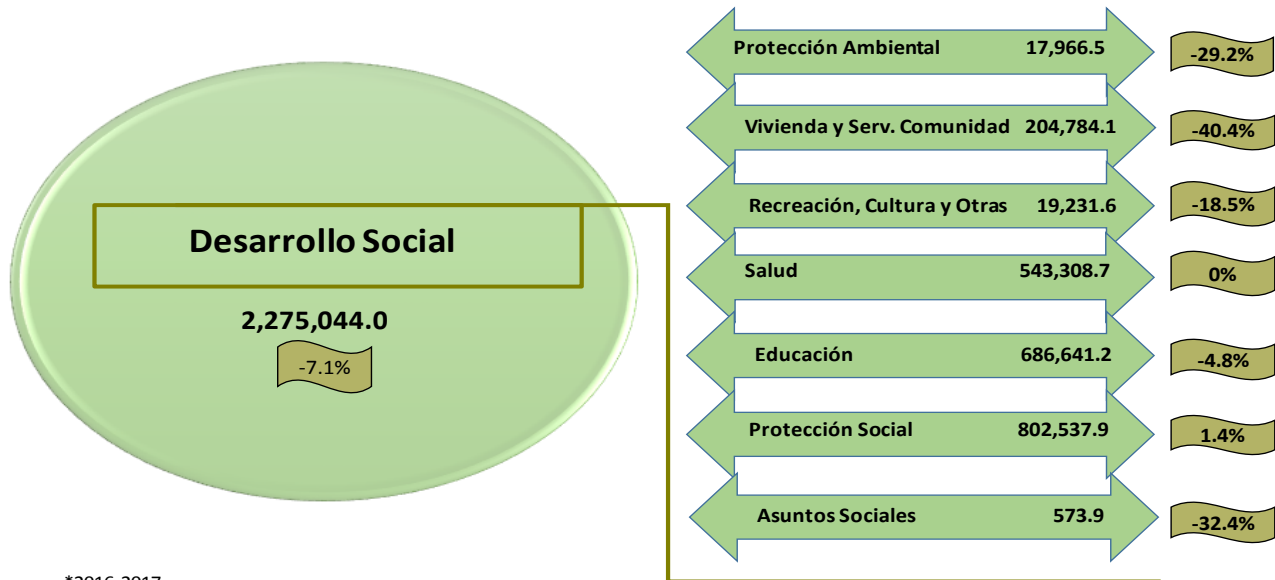 Desarrollo Social
2,275,044.0
-7.1%
Protección Ambiental 17,966.5 -29.2%
Vivienda y Serv. Comunidad 204,784.1 -40.4%
Recreación, Cultura y Otras 19,231.6 -18.5%
Salud 543,308.7 0%
Educación 686,641.2 -4.8%
Protección Social 802,537.9 1.4%
Asuntos Sociales 573.9 -32.4%
*2016-2017